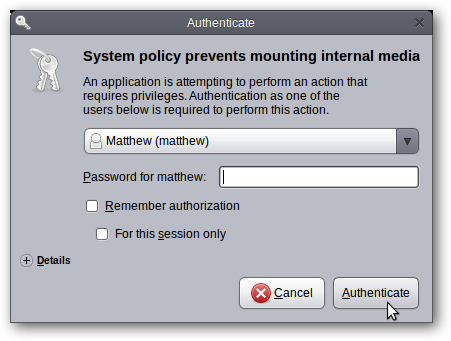 Authenticate
System policy prevents mounting internal media
An application is attempting to perform an action that
requires privileges. Authentication as one of the
users below is required to perform this action.
Matthew (matthew)
Password for matthew:
Remember authorization
For this session only
Details
Cancel
Authenticate